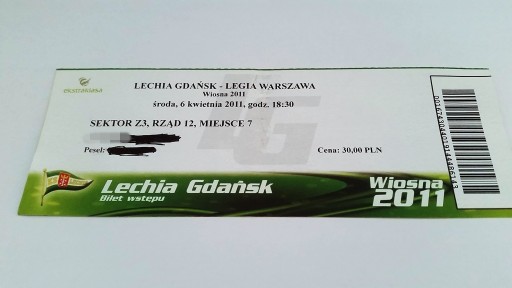 ekstraklasa
LECHIA GDAŃSK - LEGIA WARSZAWA
Wiosna 2011
środa, 6 kwietnia 2011, godz. 18:30
SEKTOR Z3, RZĄD 12, MIEJSCE 7
Pesel:
Cena: 30,00 PLN
Lechia Gdańsk
Bilet wstępu
Wiosna
2011